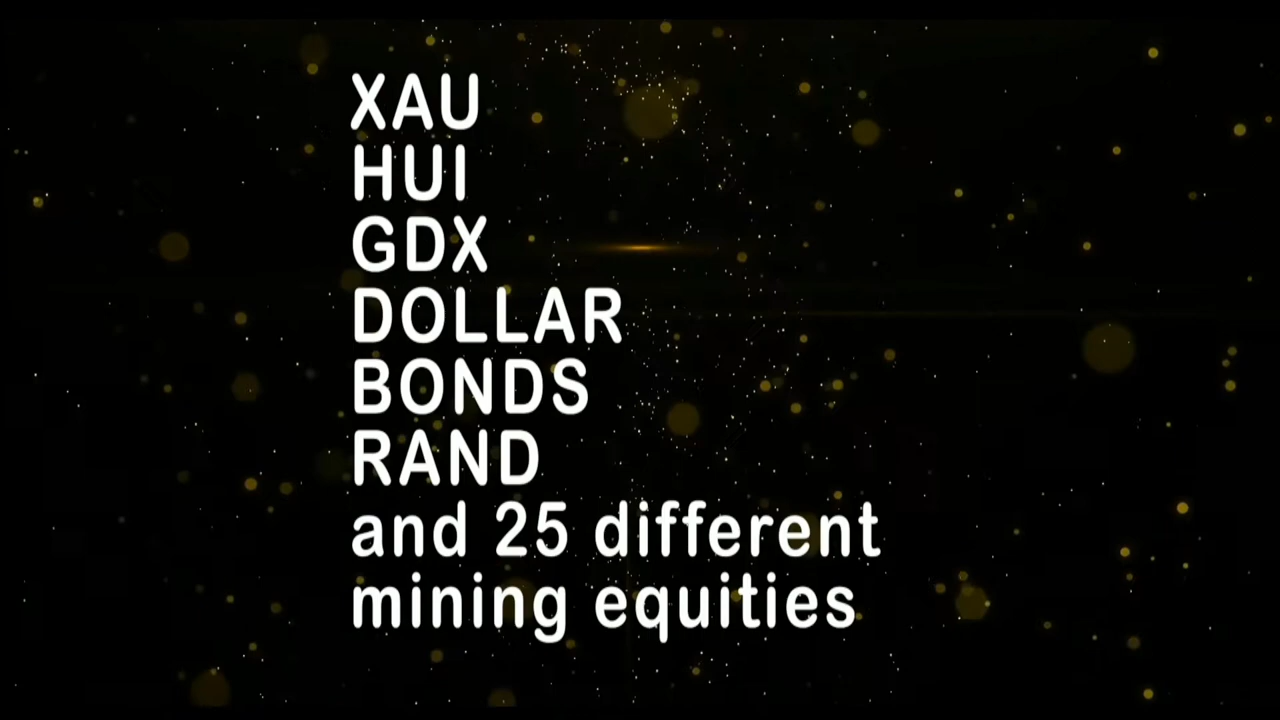 XAU
HUI
GDX
DOLLAR
BONDS
RAND
and 25 different
mining equities